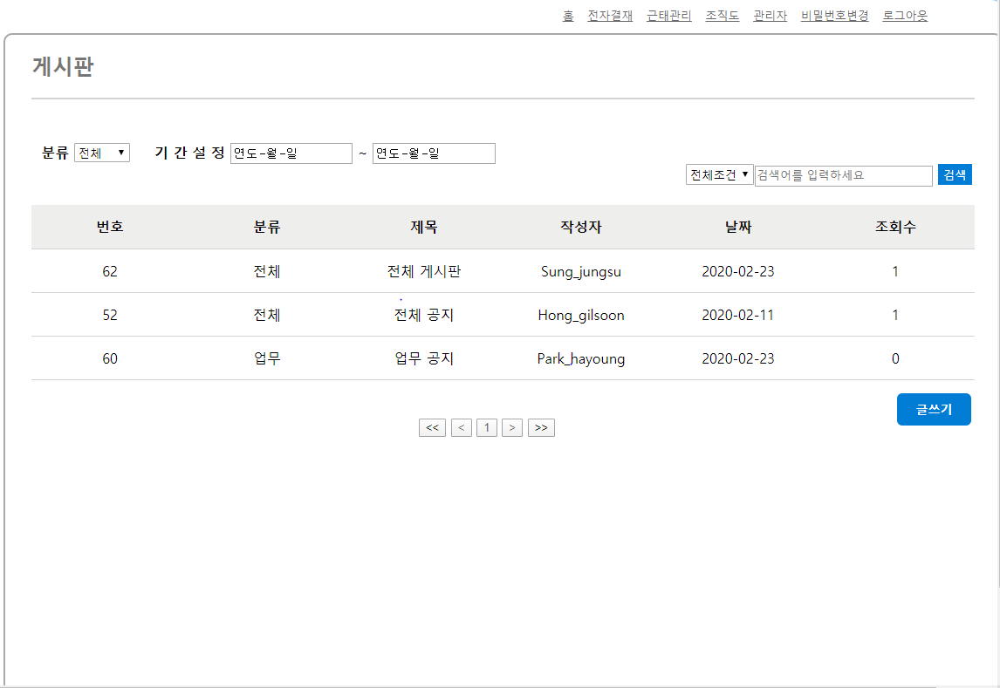 홈 전자결재 근태관리 조직도 관리자 비밀번호변경 로그아웃
게시판
분류 전체 ▼ 기 간 설 정 연도-월-일 ~ 연도-월-일
전체조건 ▼ 검색어를 입력하세요 검색
번호 분류 제목 작성자 날짜 조회수
62 전체 전체 게시판 Sung_jungsu 2020-02-23 1
52 전체 전체 공지 Hong_gilsoon 2020-02-11 1
60 업무 업무 공지 Park_hayoung 2020-02-23 0
글쓰기
<< < 1 > >>